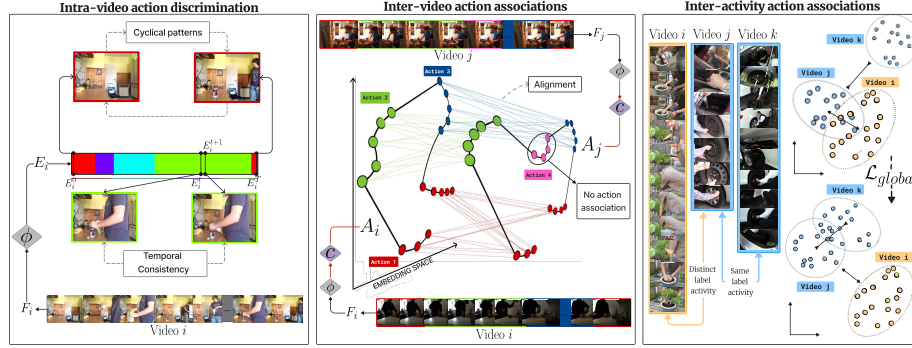 Intra-video action discrimination
Cyclical patterns
E_i
E_i^{t+1}
E_i^t
Temporal
Consistency
ϕ
F_i
Video i
Inter-video action associations
Video j
F_j
ϕ
C
A_j
Action 3
Action 2
Alignment
Action 4
No action
association
A_i
C
ϕ
Action 1
EMBEDDING SPACE
F_i
Video i
Inter-activity action associations
Video i
Video j
Video k
Distinct
label
activity
Same
label
activity
Video k
Video j
Video i
L_global
Video k
Video i
Video j